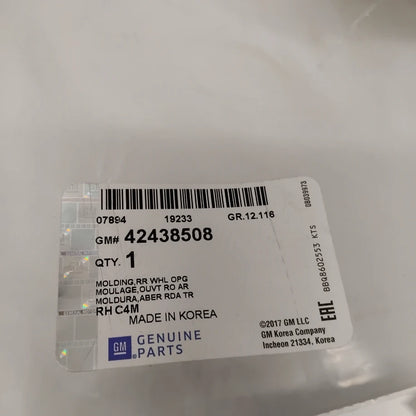 07894 19233 GR.12.116
GM# 42438508
QTY. 1
MOLDING,RR WHL OPG
MOULAGE,OUVT RO AR
MOLDURA,ABER RDA TR
RH C4M
MADE IN KOREA
GM GENUINE
PARTS
©2017 GM LLC
GM Korea Company
Incheon 21334, Korea
EAC
BBQ8602553 KTS
DB039973